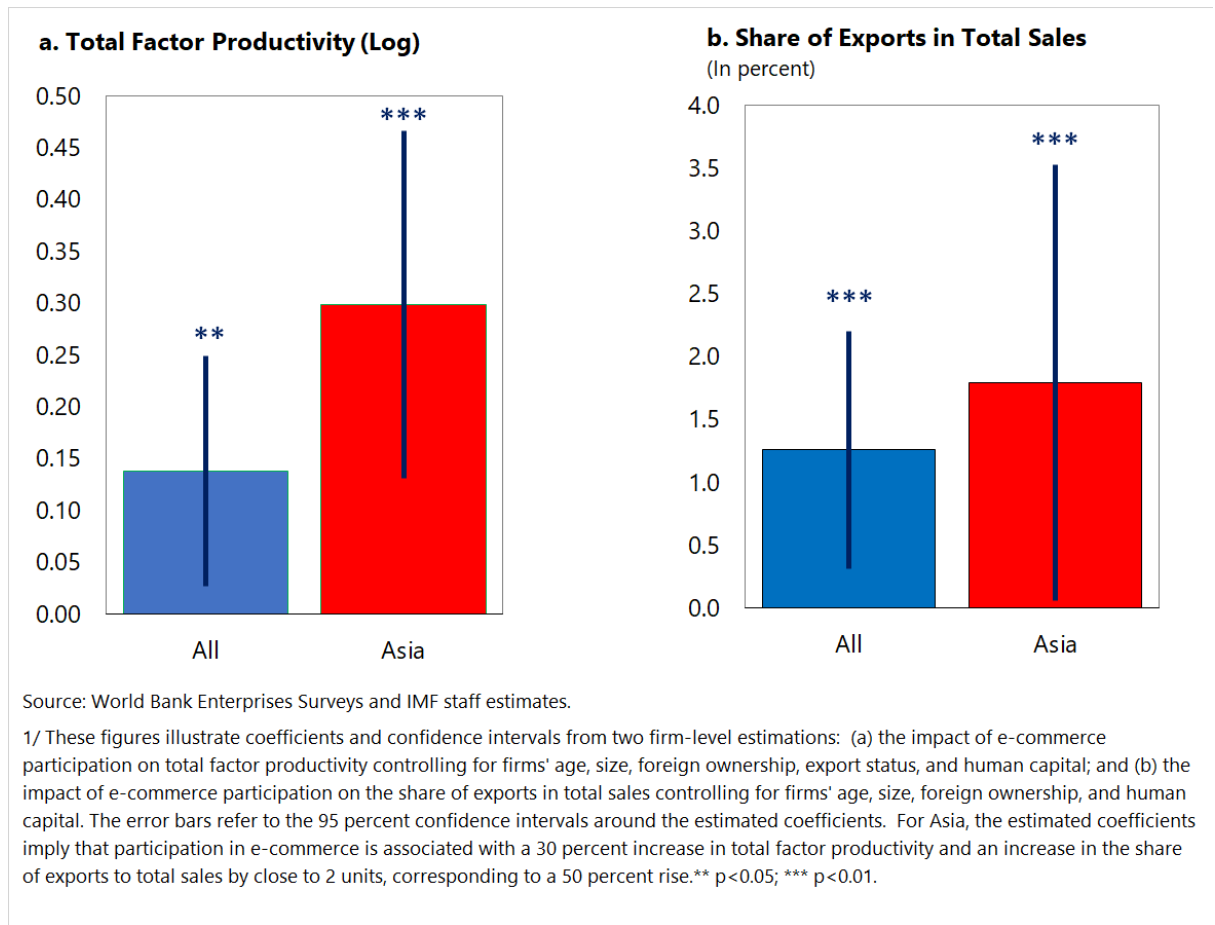 a. Total Factor Productivity (Log)
0.50
0.45
0.40
0.35
0.30
0.25
0.20
0.15
0.10
0.05
0.00
**
***
All
Asia
b. Share of Exports in Total Sales
(In percent)
4.0
3.5
3.0
2.5
2.0
1.5
1.0
0.5
0.0
***
***
All
Asia
Source: World Bank Enterprises Surveys and IMF staff estimates.
1/ These figures illustrate coefficients and confidence intervals from two firm-level estimations:  (a) the impact of e-commerce
participation on total factor productivity controlling for firms' age, size, foreign ownership, export status, and human capital; and (b) the
impact of e-commerce participation on the share of exports in total sales controlling for firms' age, size, foreign ownership, and human
capital. The error bars refer to the 95 percent confidence intervals around the estimated coefficients.  For Asia, the estimated coefficients
imply that participation in e-commerce is associated with a 30 percent increase in total factor productivity and an increase in the share
of exports to total sales by close to 2 units, corresponding to a 50 percent rise.** p<0.05; *** p<0.01.